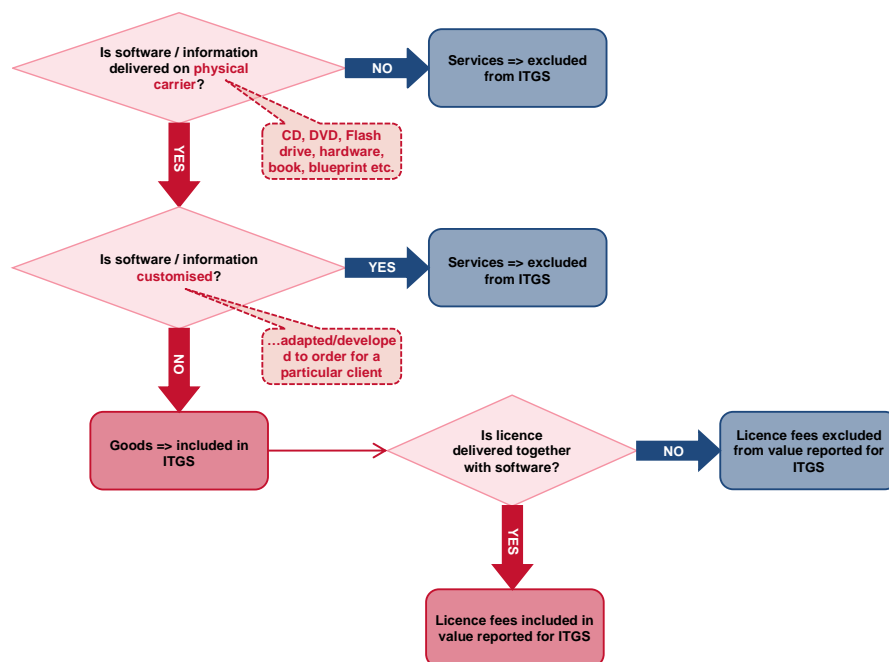 Is software / information
delivered on physical
carrier?
NO
Services => excluded
from ITGS
CD, DVD, Flash
drive, hardware,
book, blueprint etc.
YES
Is software / information
customised?
YES
Services => excluded
from ITGS
…adapted/develope
d to order for a
particular client
NO
Goods => included in
ITGS
Is licence
delivered together
with software?
NO
Licence fees excluded
from value reported for
ITGS
YES
Licence fees included in
value reported for ITGS